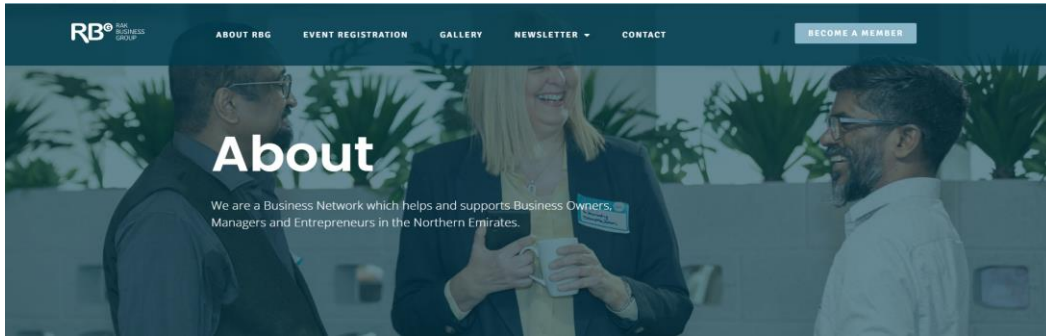 RBG RAK
BUSINESS
GROUP
ABOUT RBG EVENT REGISTRATION GALLERY NEWSLETTER CONTACT BECOME A MEMBER
About
We are a Business Network which helps and supports Business Owners,
Managers and Entrepreneurs in the Northern Emirates.